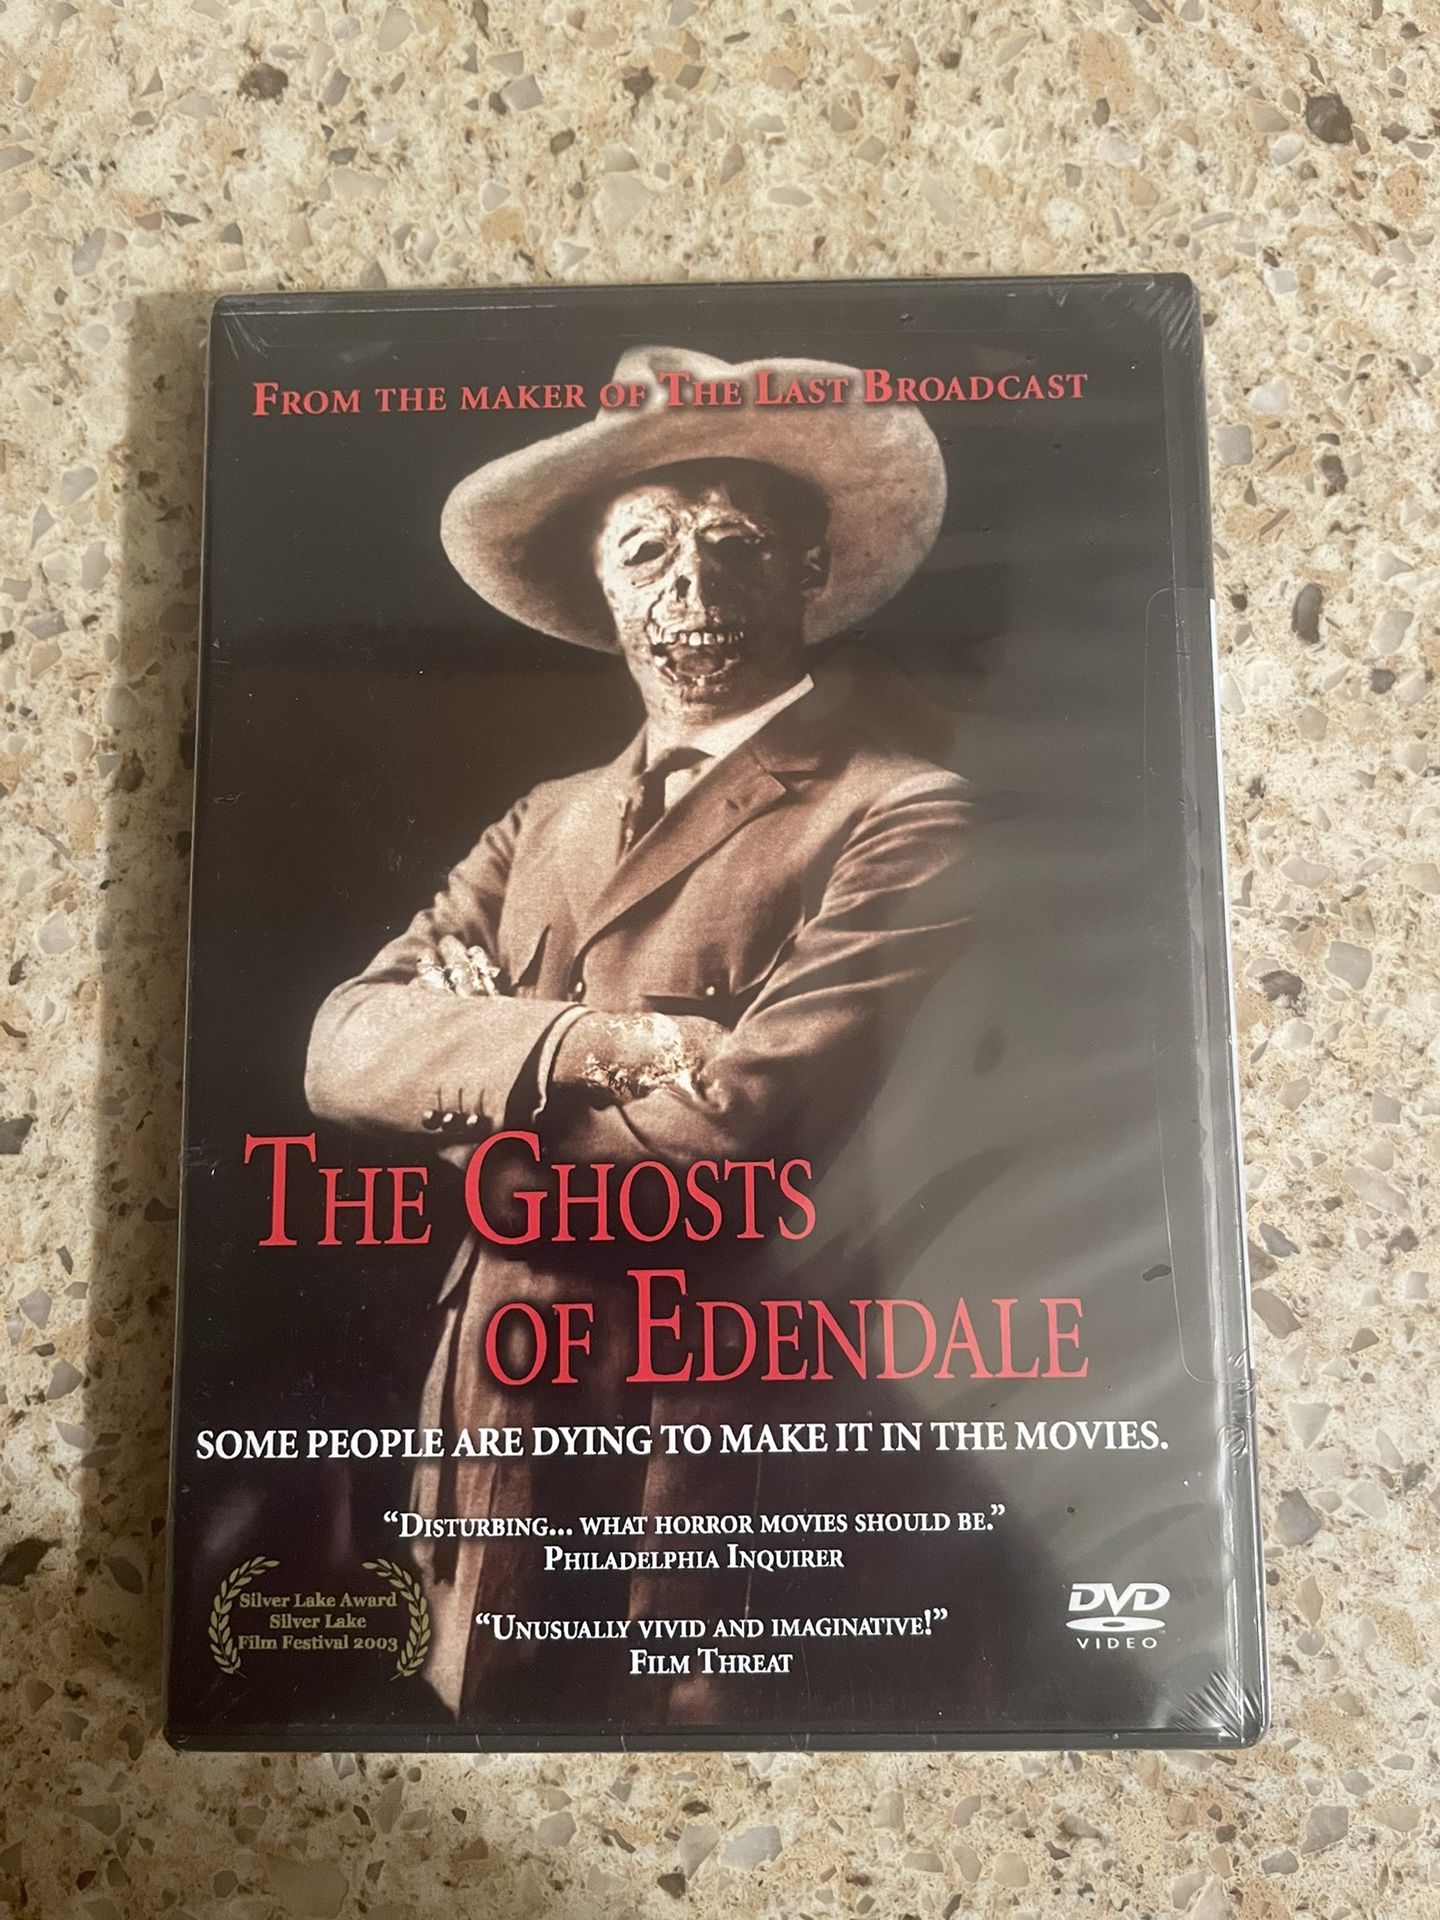 FROM THE MAKER OF THE LAST BROADCAST
THE GHOSTS
OF EDENDALE
SOME PEOPLE ARE DYING TO MAKE IT IN THE MOVIES.
“DISTURBING... WHAT HORROR MOVIES SHOULD BE.”
PHILADELPHIA INQUIRER
Silver Lake Award
Silver Lake
Film Festival 2003
“UNUSUALLY VIVID AND IMAGINATIVE!”
FILM THREAT
DVD
VIDEO